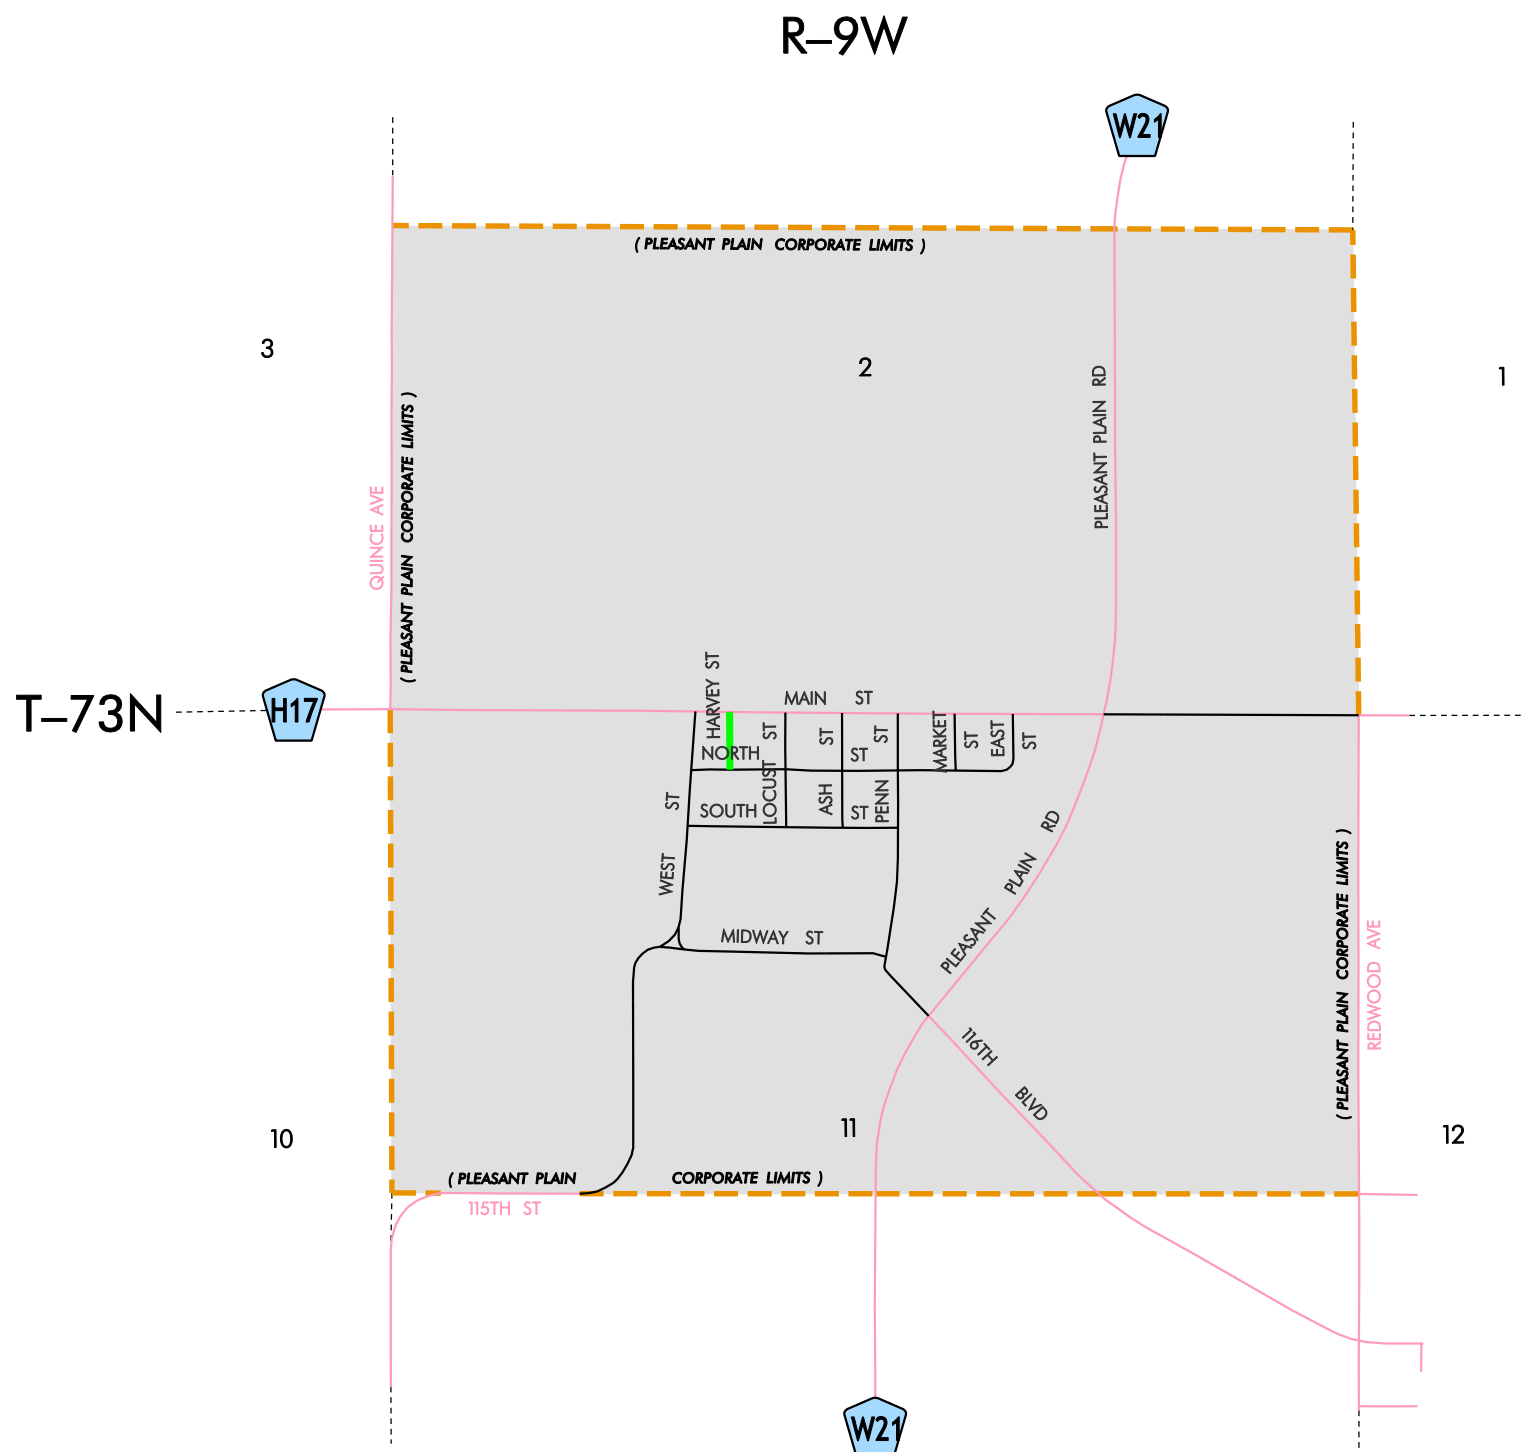 R–9W
W21
( PLEASANT PLAIN CORPORATE LIMITS )
3
2
1
PLEASANT PLAIN RD
( PLEASANT PLAIN CORPORATE LIMITS )
QUINCE AVE
T–73N
H17
HARVEY ST
MAIN ST
NORTH ST
LOCUST ST
ASH ST
PENN ST
MARKET ST
EAST ST
SOUTH ST
WEST ST
MIDWAY ST
PLEASANT PLAIN RD
( PLEASANT PLAIN CORPORATE LIMITS )
REDWOOD AVE
116TH BLVD
10
11
12
( PLEASANT PLAIN CORPORATE LIMITS )
115TH ST
W21